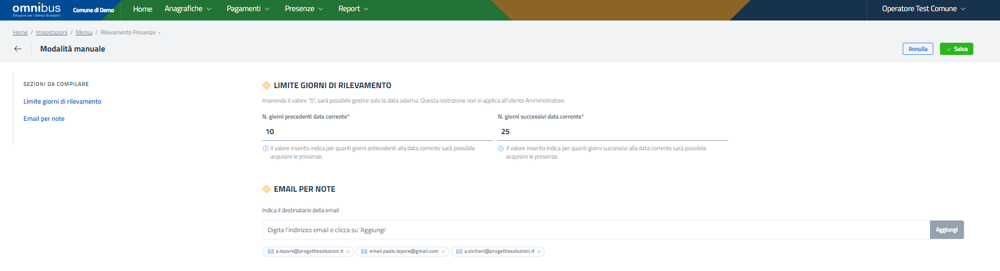 omnibus
Soluzioni per i Servizi Scolastici
Comune di Demo
Home
Anagrafiche
Pagamenti
Presenze
Report
Operatore Test Comune
Home / Impostazioni / Mensa / Rilevamento Presenze ›
Modalità manuale
Annulla
Salva
SEZIONI DA COMPILARE
Limite giorni di rilevamento
Email per note
LIMITE GIORNI DI RILEVAMENTO
Inserendo il valore "0", sarà possibile gestire solo la data odierna. Questa restrizione non si applica all'utente Amministratore.
N. giorni precedenti data corrente*
10
Il valore inserito indica per quanti giorni antecedenti alla data corrente sarà possibile
acquisire le presenze.
N. giorni successivi data corrente*
25
Il valore inserito indica per quanti giorni successivi alla data corrente sarà possibile
acquisire le presenze.
EMAIL PER NOTE
Indica il destinatario della email
Digita l'indirizzo email e clicca su 'Aggiungi'
Aggiungi
p.lepore@progettiesoluzioni.it
email.paolo.lepore@gmail.com
a.siciliani@progettiesoluzioni.it